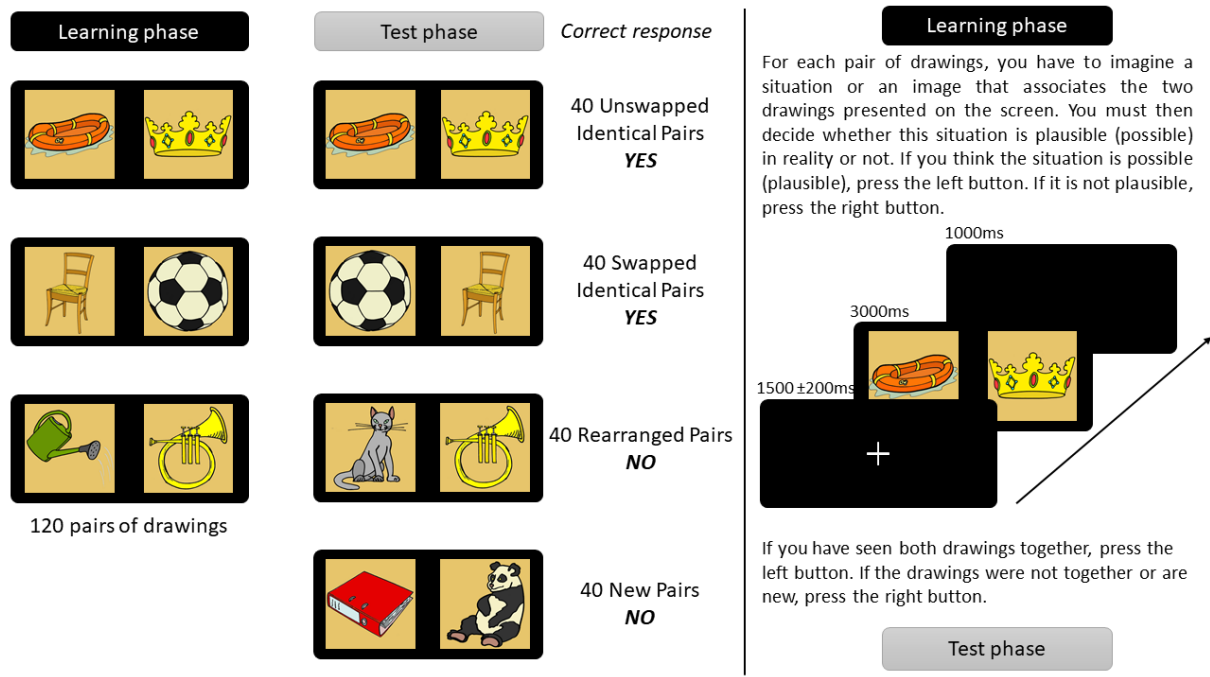 Learning phase
Test phase
Correct response
40 Unswapped
Identical Pairs
YES
40 Swapped
Identical Pairs
YES
40 Rearranged Pairs
NO
120 pairs of drawings
40 New Pairs
NO
Learning phase
For each pair of drawings, you have to imagine a
situation or an image that associates the two
drawings presented on the screen. You must then
decide whether this situation is plausible (possible)
in reality or not. If you think the situation is possible
(plausible), press the left button. If it is not plausible,
press the right button.
1000ms
3000ms
1500 ±200ms
If you have seen both drawings together, press the
left button. If the drawings were not together or are
new, press the right button.
Test phase